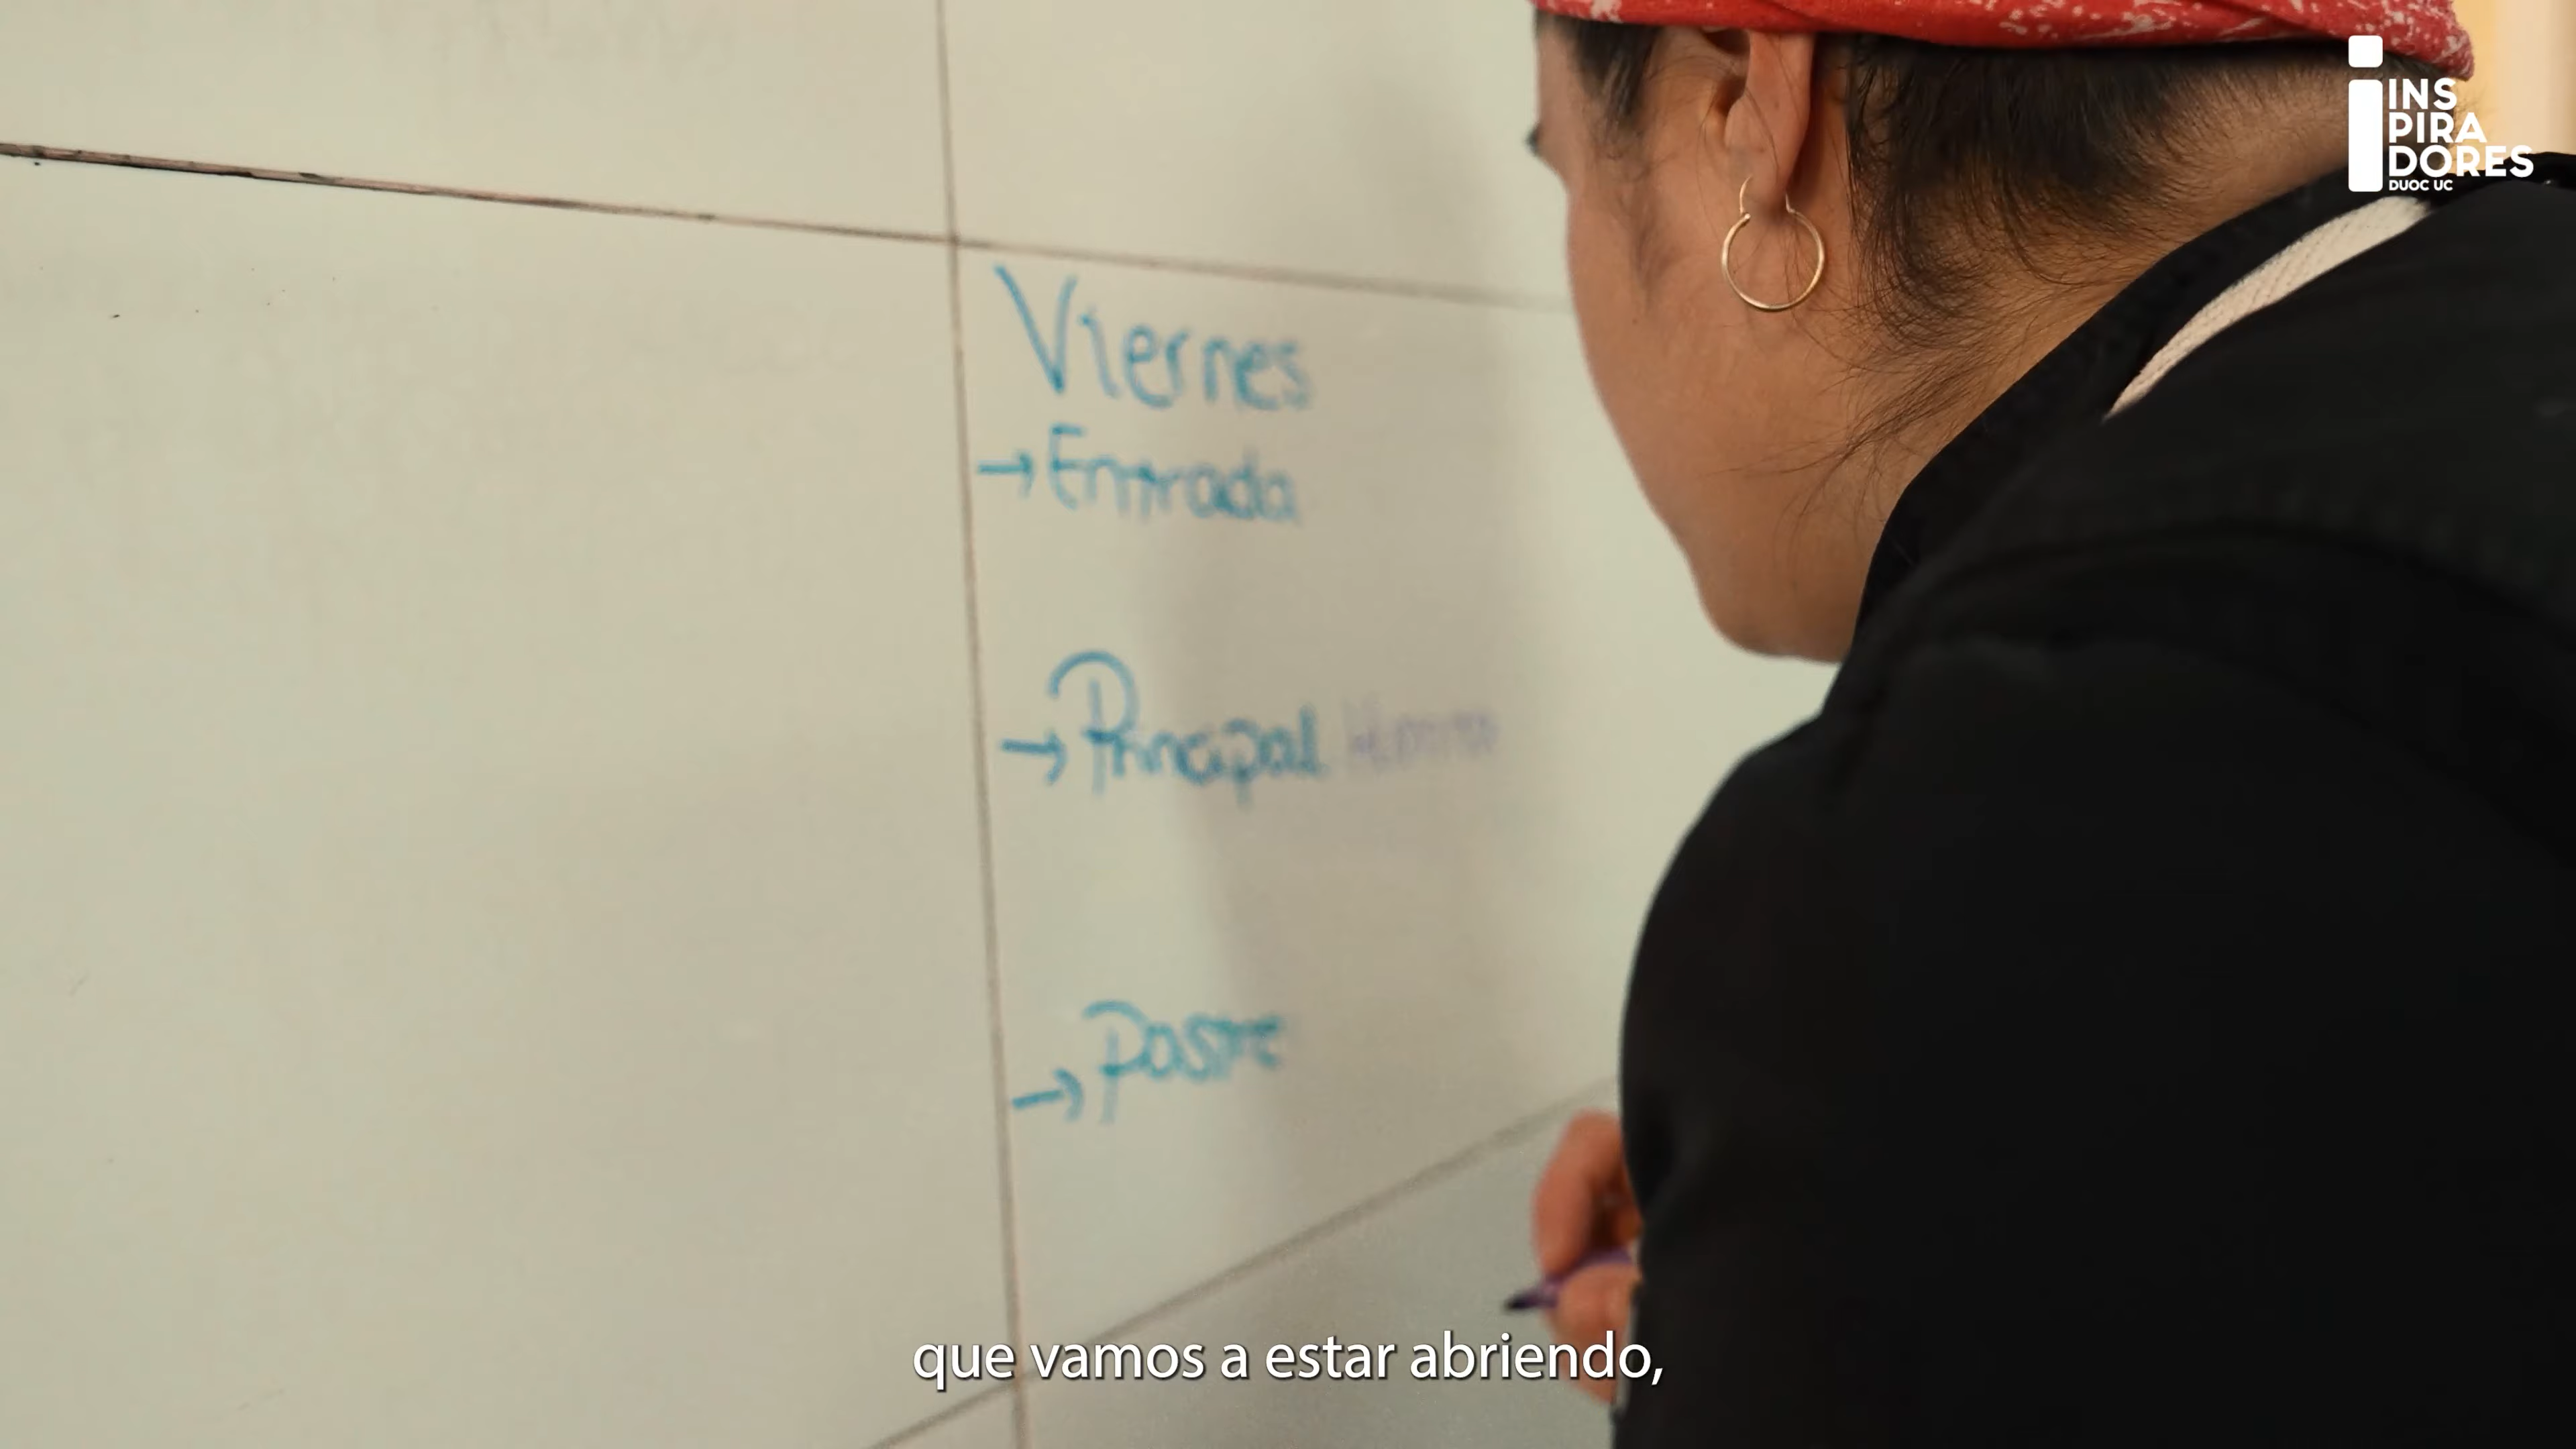 INS
PIRA
DORES
DUOC UC
Viernes
→ Entrada
→ Principal
→ Postre
que vamos a estar abriendo,